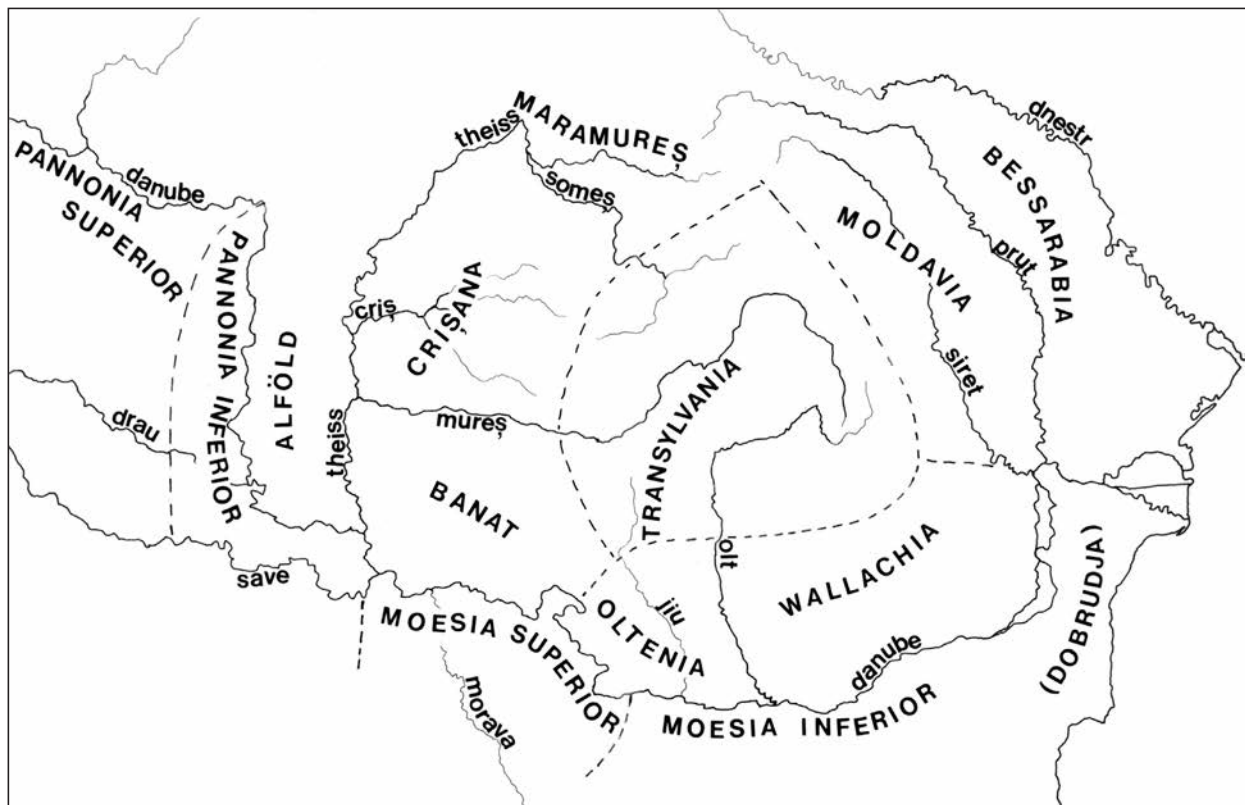 dnestr
MARAMUREȘ
theiss
BESSARABIA
PANNONIA
SUPERIOR
danube
someș
MOLDAVIA
prut
PANNONIA INFERIOR
CRIȘANA
criș
ALFÖLD
siret
TRANSYLVANIA
drau
theiss
mureș
BANAT
olt
WALLACHIA
(DOBRUDJA)
save
MOESIA SUPERIOR
OLTENIA
jiu
danube
morava
MOESIA INFERIOR